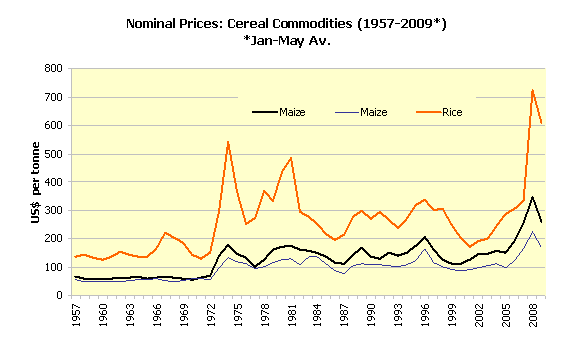 Nominal Prices: Cereal Commodities (1957-2009*)
*Jan-May Av.
800
700
600
500
400
300
200
100
0
US$ per tonne
Maize Maize Rice
1957 1960 1963 1966 1969 1972 1975 1978 1981 1984 1987 1990 1993 1996 1999 2002 2005 2008